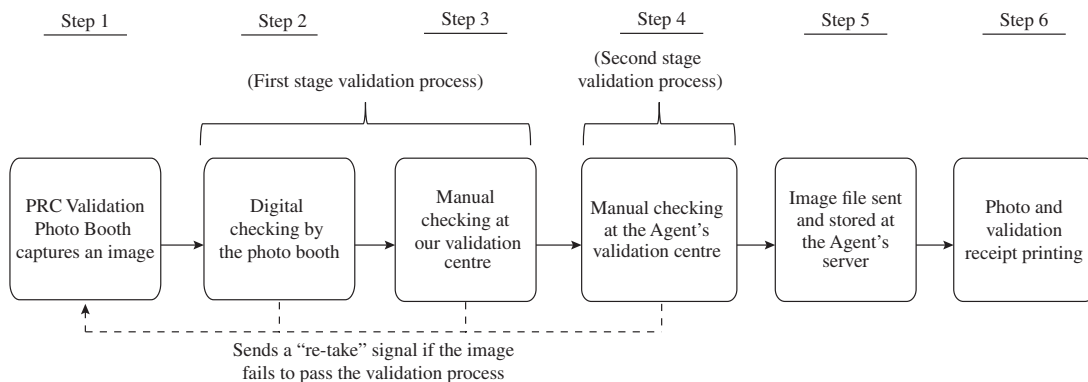 Step 1
Step 2
Step 3
Step 4
Step 5
Step 6
(First stage validation process)
(Second stage
validation process)
PRC Validation
Photo Booth
captures an image
Digital
checking by
the photo booth
Manual
checking at
our validation
centre
Manual checking
at the Agent’s
validation centre
Image file sent
and stored at
the Agent’s
server
Photo and
validation
receipt printing
Sends a “re-take” signal if the image
fails to pass the validation process